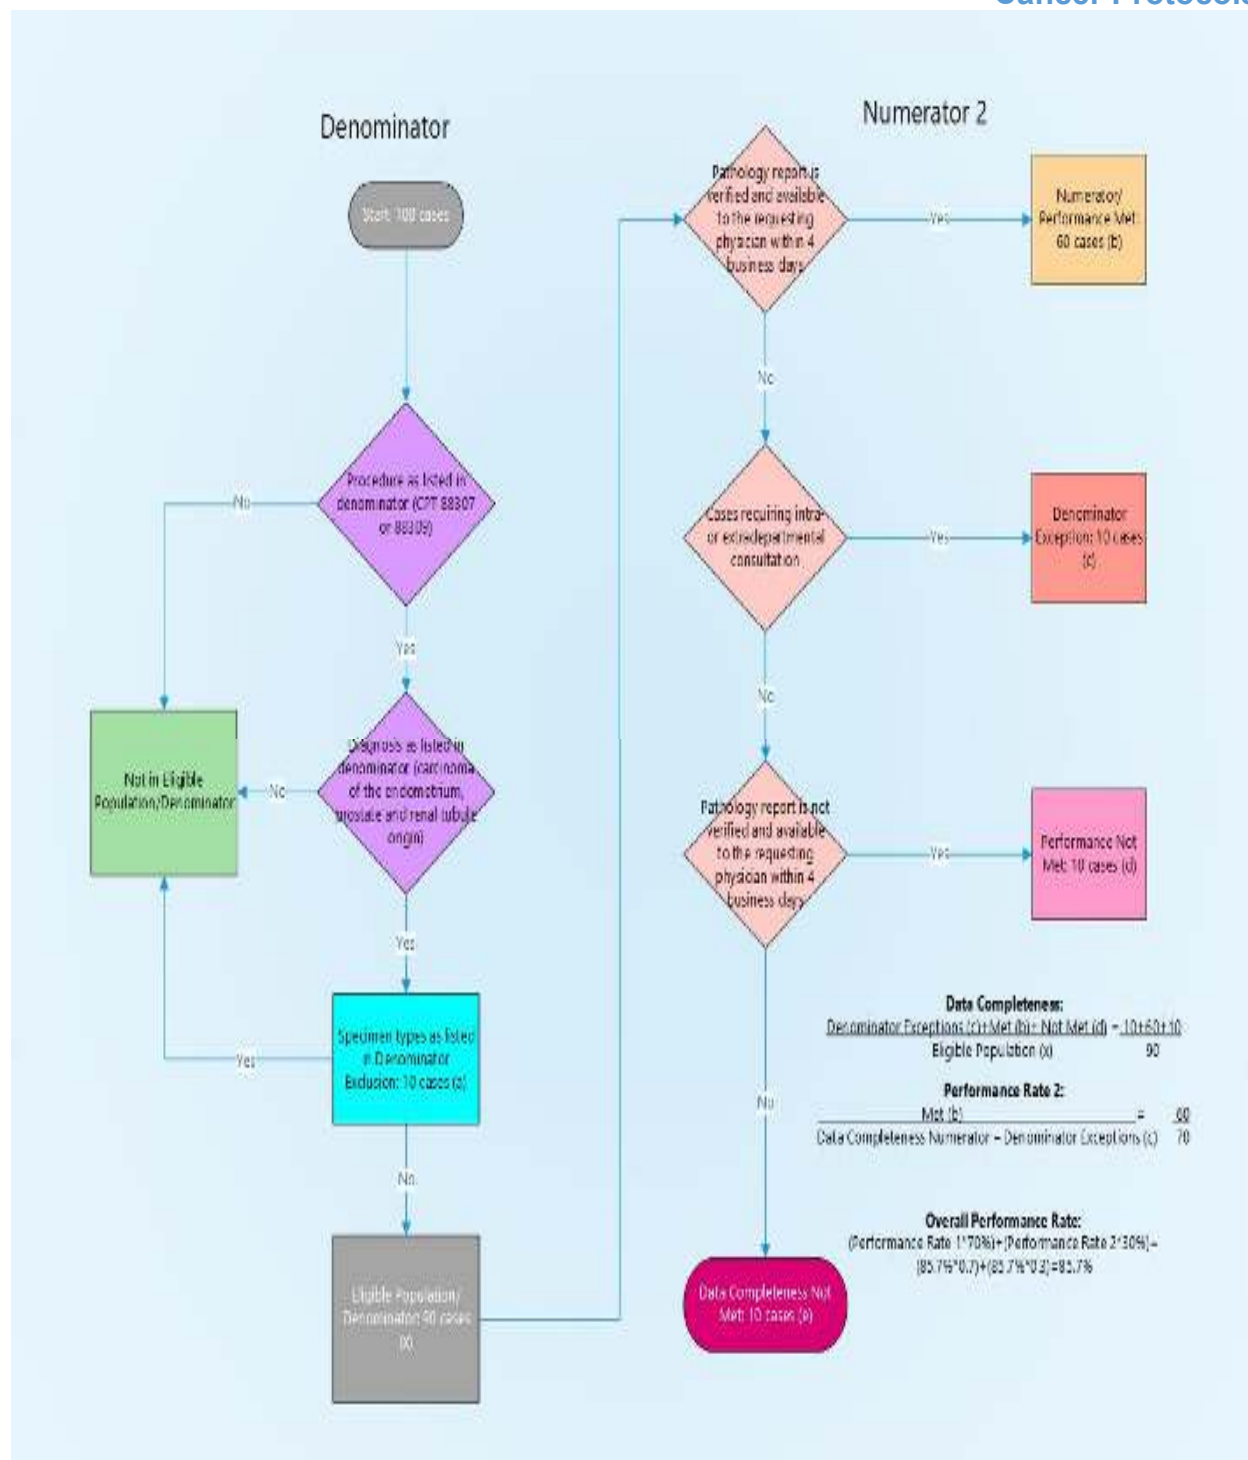 Cancer Protocols
Denominator
Numerator 2
Start: 100 cases
Procedure as listed in
denominator (CPT 88307
or 88309)
No
Yes
Diagnosis as listed in
denominator (carcinoma
of the endometrium,
prostate and renal tubule
origin)
No
Not in Eligible
Population/Denominator
Yes
Specimen types as listed
in Denominator
Exclusion: 10 cases (a)
Yes
No
Eligible Population/
Denominator: 90 cases
(x)
Pathology report is
verified and available
to the requesting
physician within 4
business days
Yes
Numerator/
Performance Met:
60 cases (b)
No
Cases requiring intra-
or extradepartmental
consultation
Yes
Denominator
Exception: 10 cases
(c)
No
Pathology report is not
verified and available
to the requesting
physician within 4
business days
Yes
Performance Not
Met: 10 cases (d)
No
Data Completeness Not
Met: 10 cases (e)
Data Completeness:
Denominator Exceptions (c)+Met (b)+ Not Met (d) = 10+60+10
Eligible Population (x) 90
Performance Rate 2:
Met (b) = 60
Data Completeness Numerator – Denominator Exceptions (c) 70
Overall Performance Rate:
(Performance Rate 1*70%)+(Performance Rate 2*30%)=
(85.7%*0.7)+(85.7%*0.3)=85.7%